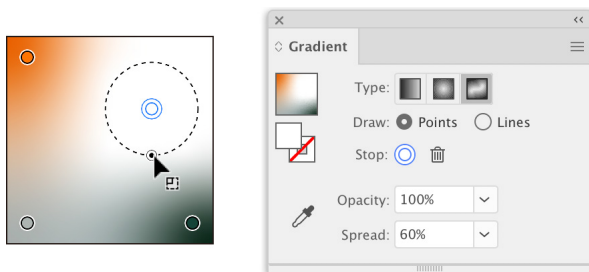 Gradient
Type:
Draw: Points Lines
Stop:
Opacity: 100%
Spread: 60%